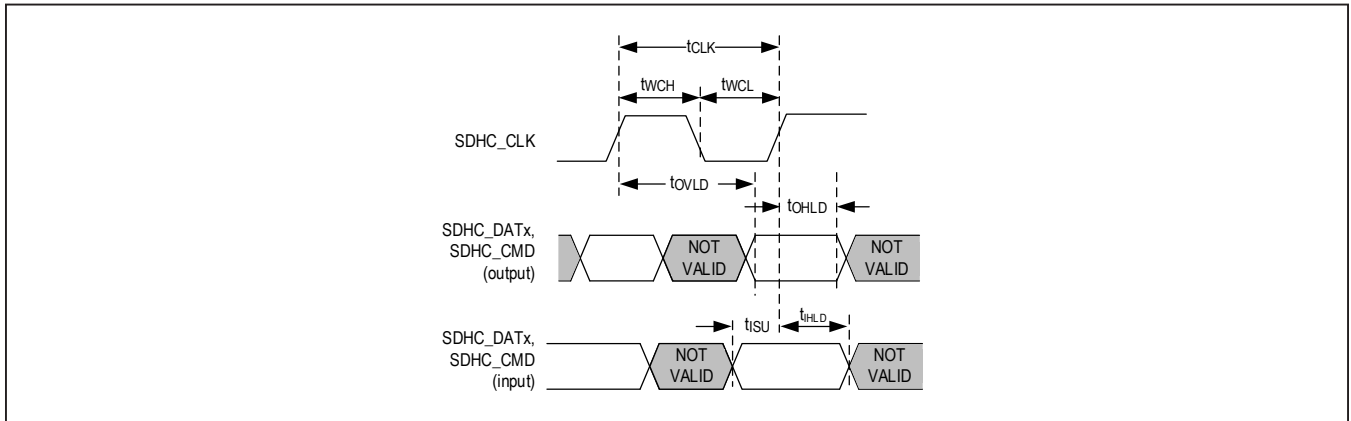 tCLK
tWCH
tWCL
SDHC_CLK
tOVLD
tOHLD
SDHC_DATx,
SDHC_CMD
(output)
NOT
VALID
NOT
VALID
tISU
tIHLD
SDHC_DATx,
SDHC_CMD
(input)
NOT
VALID
NOT
VALID